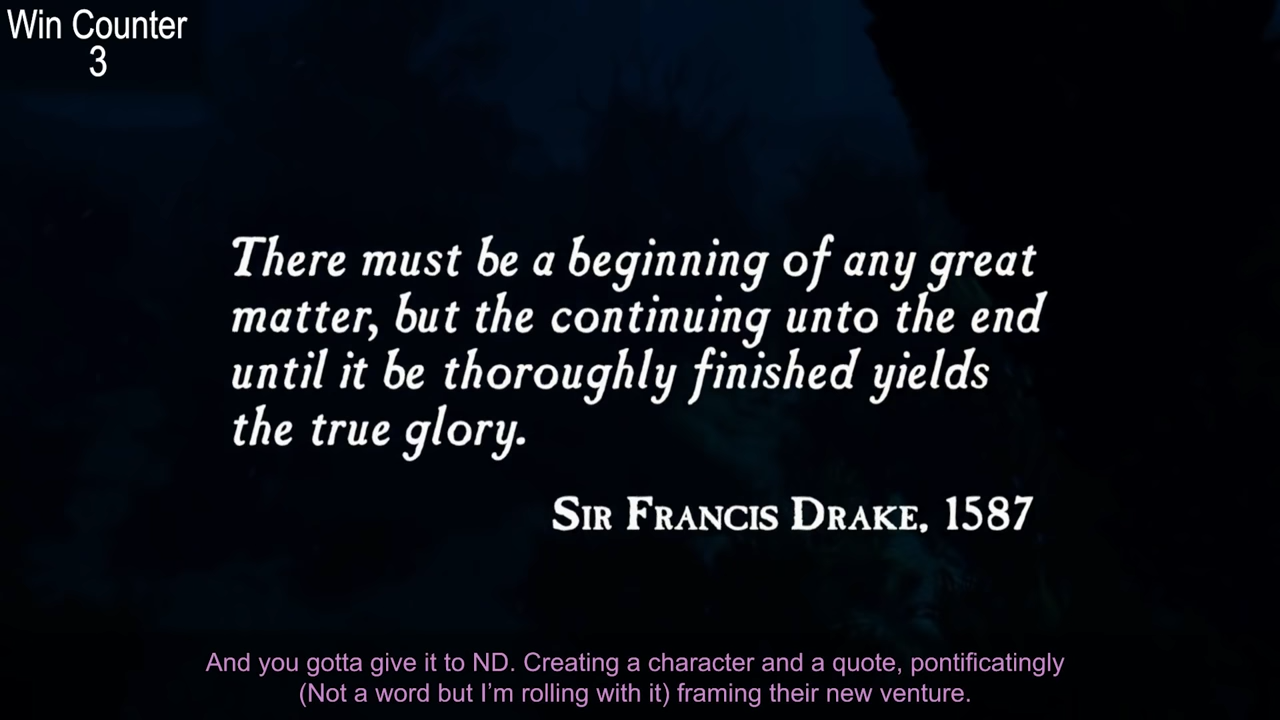 Win Counter
3
There must be a beginning of any great
matter, but the continuing unto the end
until it be thoroughly finished yields
the true glory.
Sir Francis Drake, 1587
And you gotta give it to ND. Creating a character and a quote, pontificatingly
(Not a word but I'm rolling with it) framing their new venture.